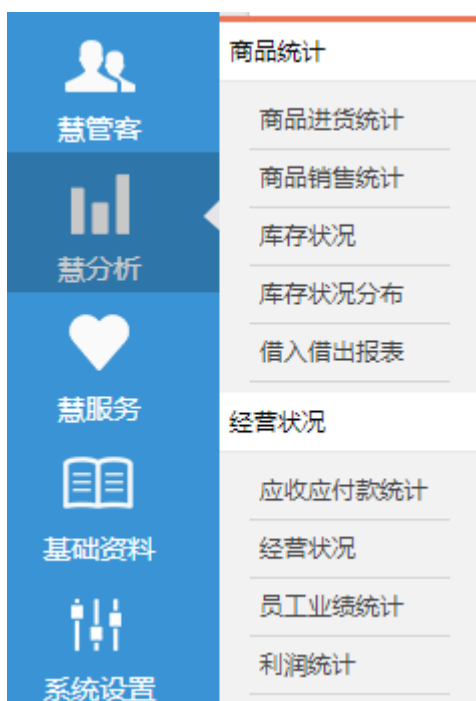 慧管客
慧分析
慧服务
基础资料
系统设置
商品统计
商品进货统计
商品销售统计
库存状况
库存状况分布
借入借出报表
经营状况
应收应付款统计
经营状况
员工业绩统计
利润统计